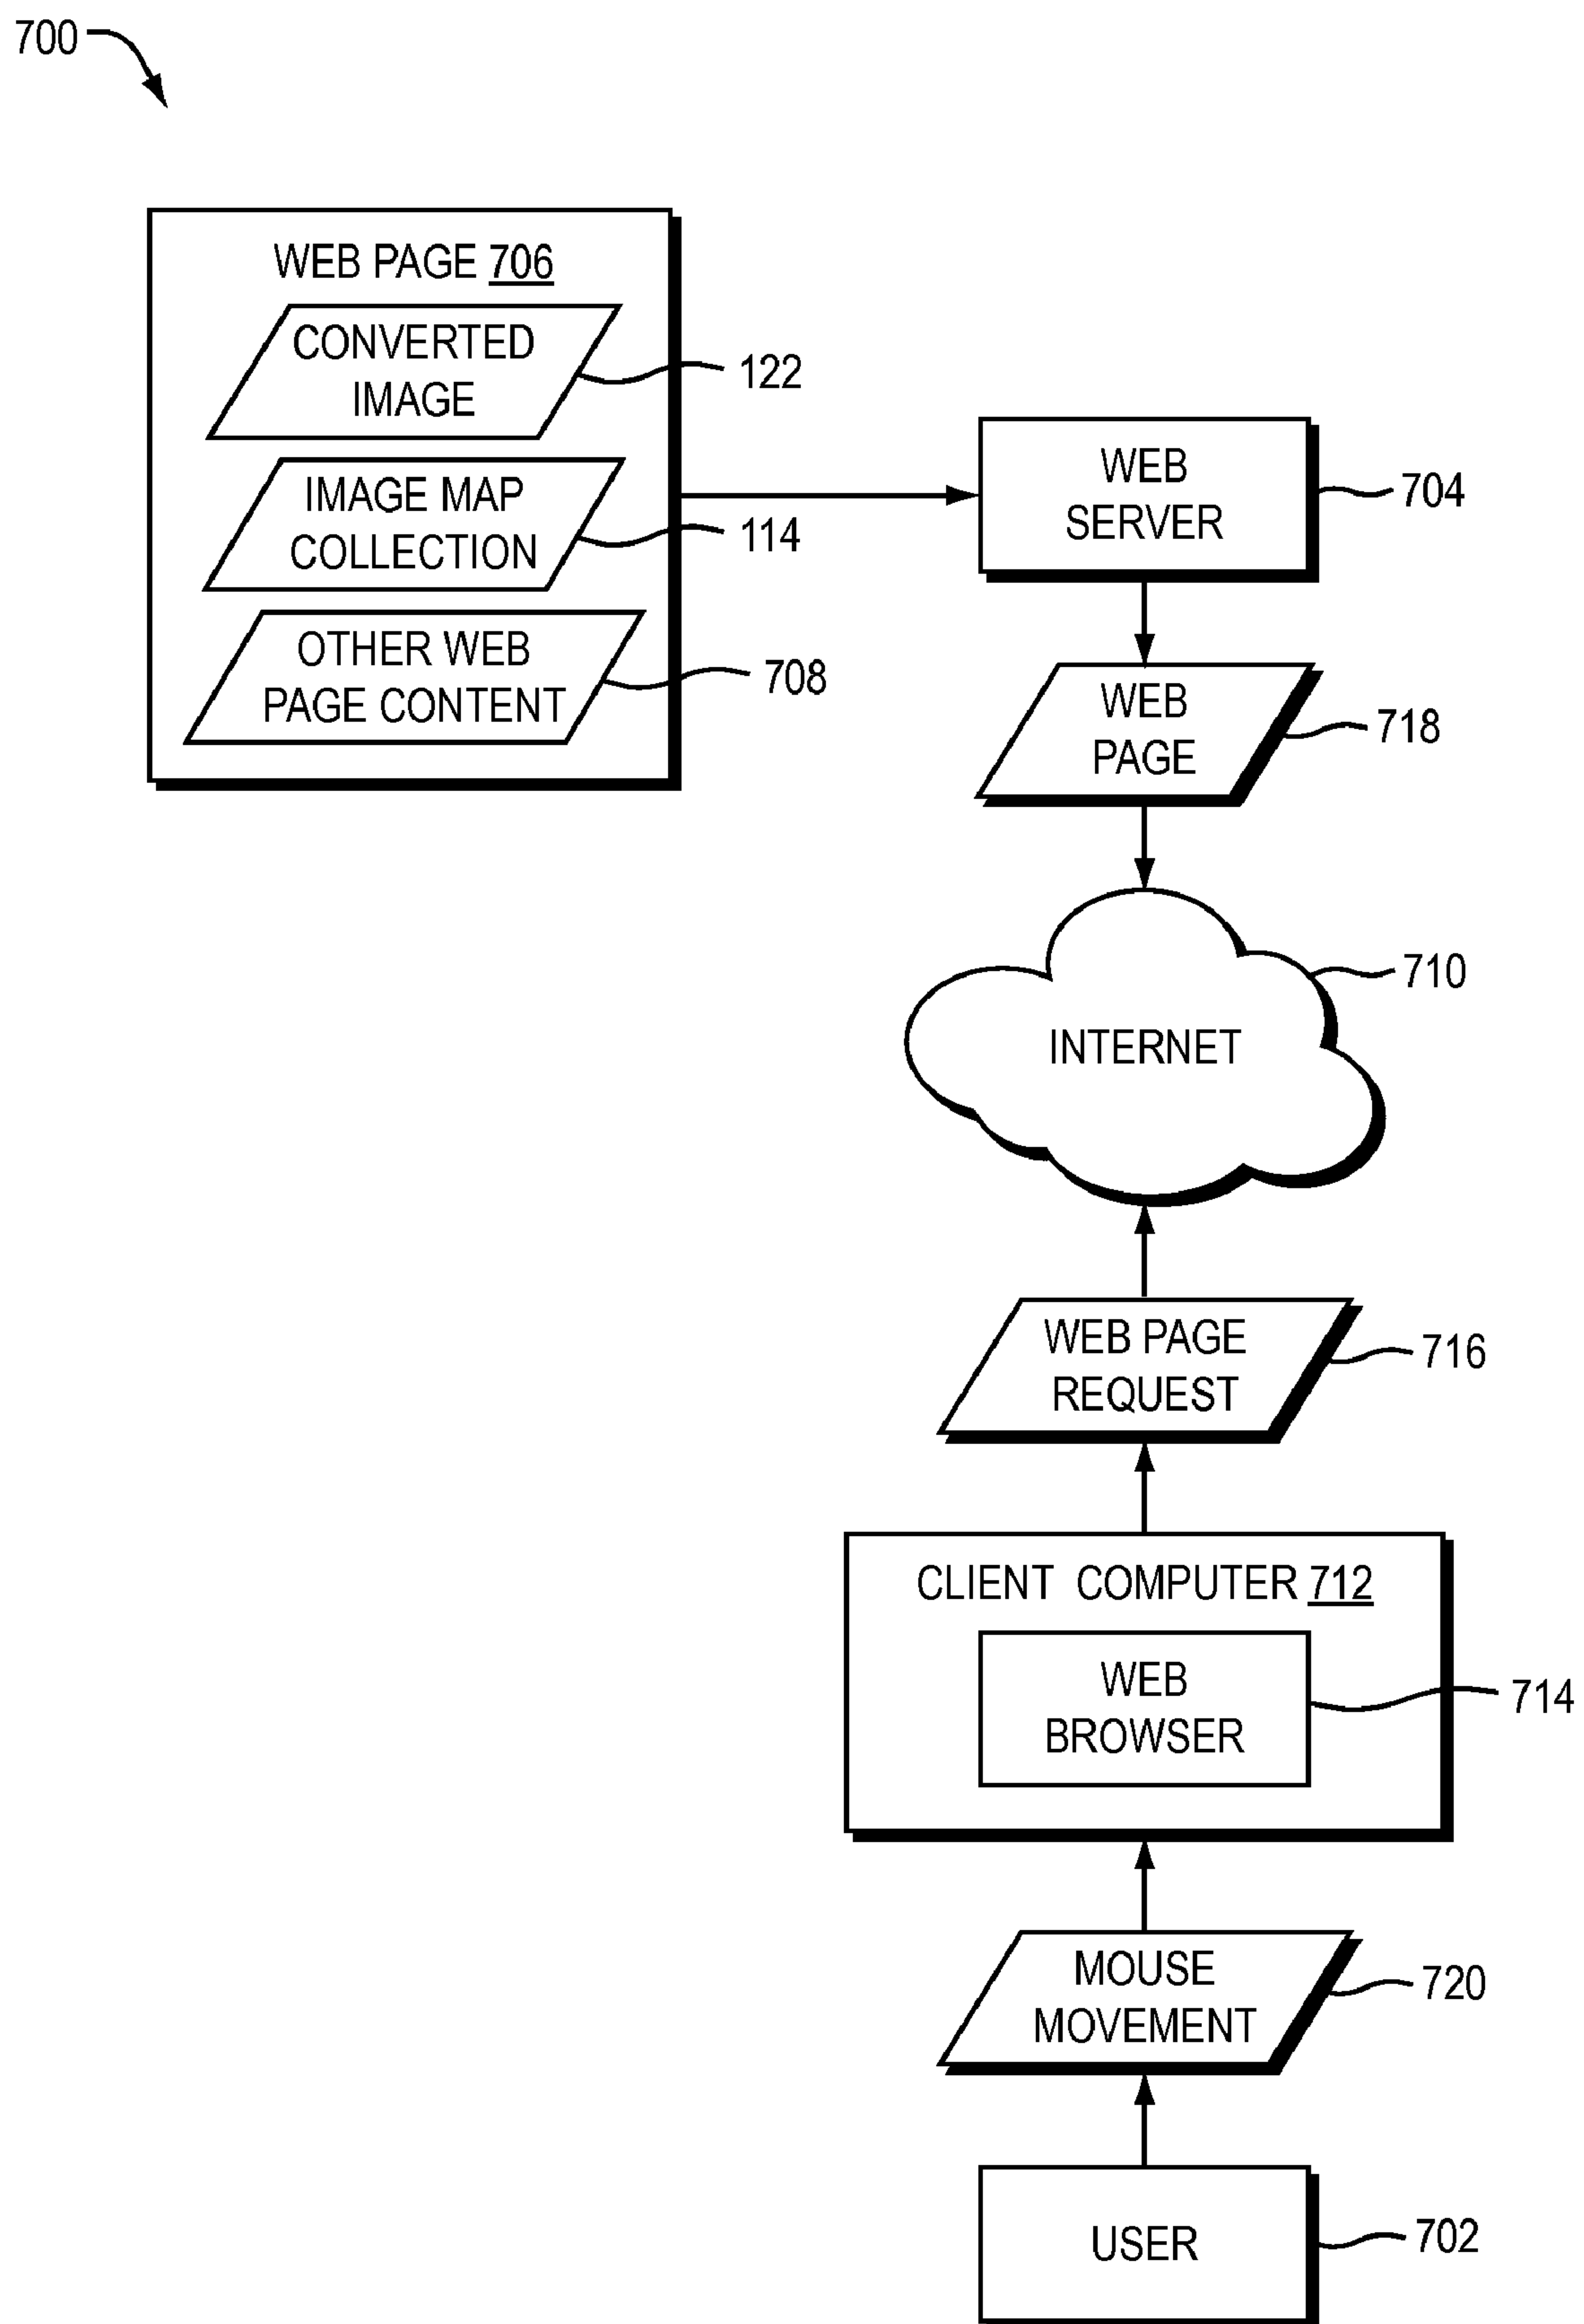 700
WEB PAGE 706
CONVERTED
IMAGE
122
IMAGE MAP
COLLECTION
114
OTHER WEB
PAGE CONTENT
708
WEB
SERVER
704
WEB
PAGE
718
INTERNET
710
WEB PAGE
REQUEST
716
CLIENT COMPUTER 712
WEB
BROWSER
714
MOUSE
MOVEMENT
720
USER
702